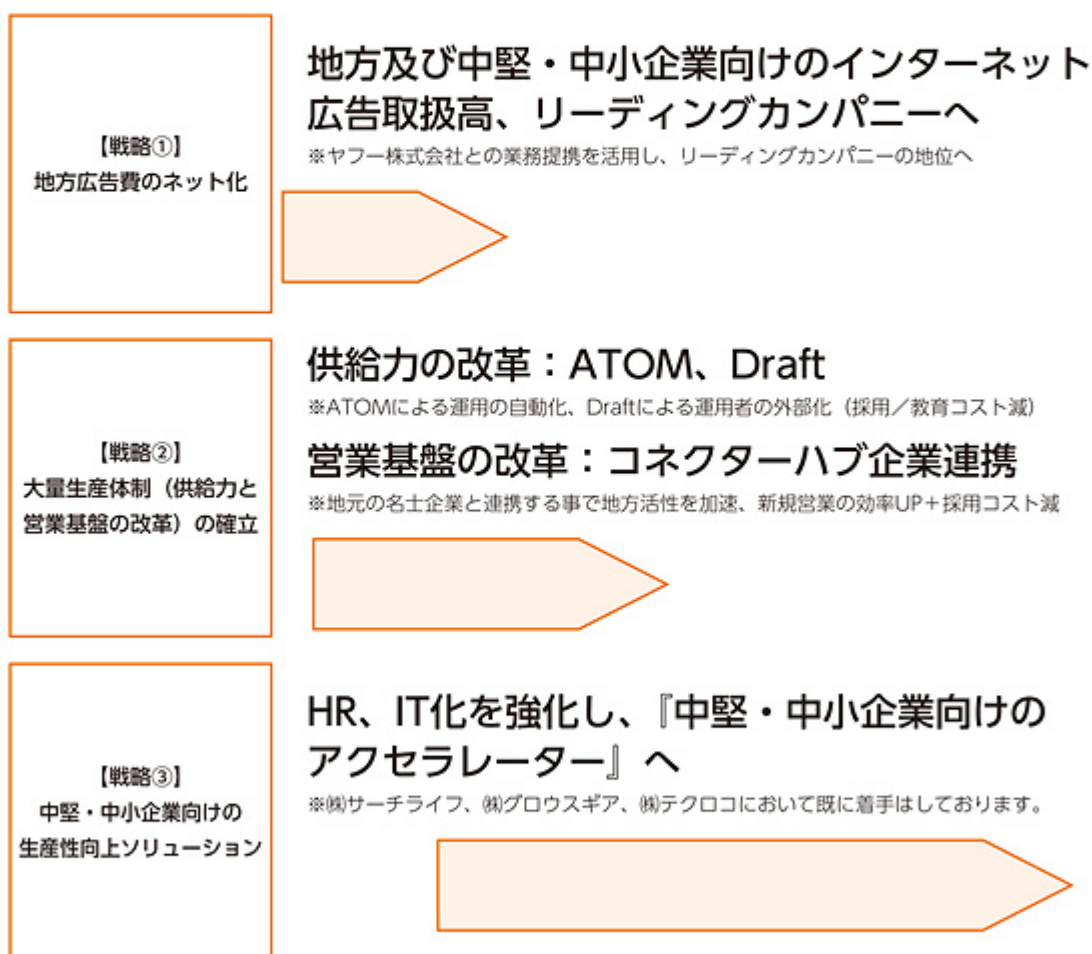 【戦略①】
地方広告費のネット化
地方及び中堅・中小企業向けのインターネット
広告取扱高、リーディングカンパニーへ
※ヤフー株式会社との業務提携を活用し、リーディングカンパニーの地位へ
【戦略②】
大量生産体制（供給力と
営業基盤の改革）の確立
供給力の改革：ATOM、Draft
※ATOMによる運用の自動化、Draftによる運用者の外部化（採用／教育コスト減）
営業基盤の改革：コネクターハブ企業連携
※地元の名士企業と連携する事で地方活性を加速、新規営業の効率UP＋採用コスト減
【戦略③】
中堅・中小企業向けの
生産性向上ソリューション
HR、IT化を強化し、『中堅・中小企業向けの
アクセラレーター』へ
※㈱サーチライフ、㈱グロウスギア、㈱テクロコにおいて既に着手はしております。